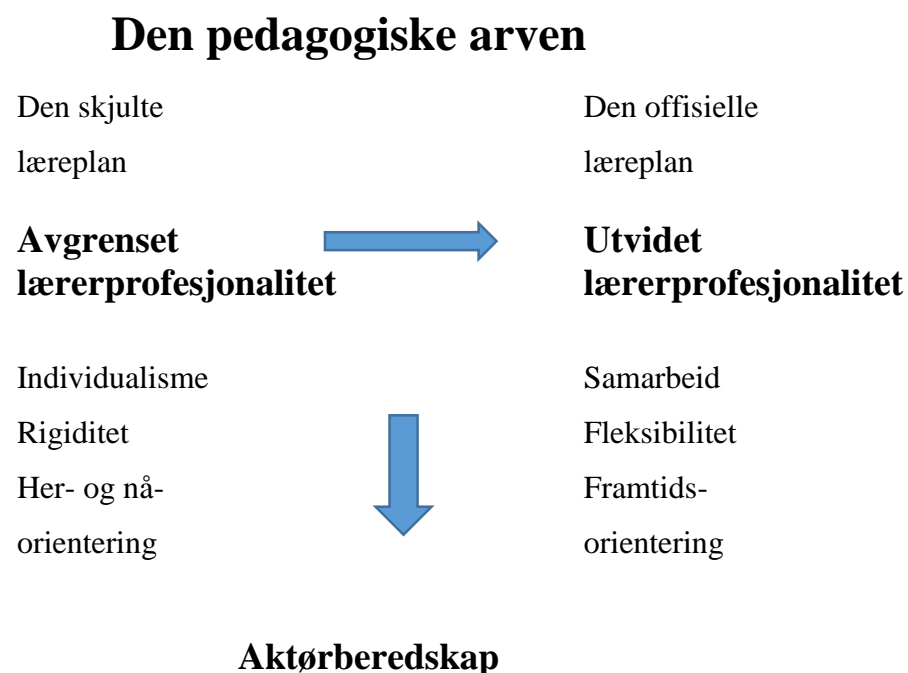 Den pedagogiske arven
Den skjulte
læreplan
Avgrenset
lærerprofesjonalitet
Individualisme
Rigiditet
Her- og nå-
orientering
Den offisielle
læreplan
Utvidet
lærerprofesjonalitet
Samarbeid
Fleksibilitet
Framtids-
orientering
Aktørberedskap